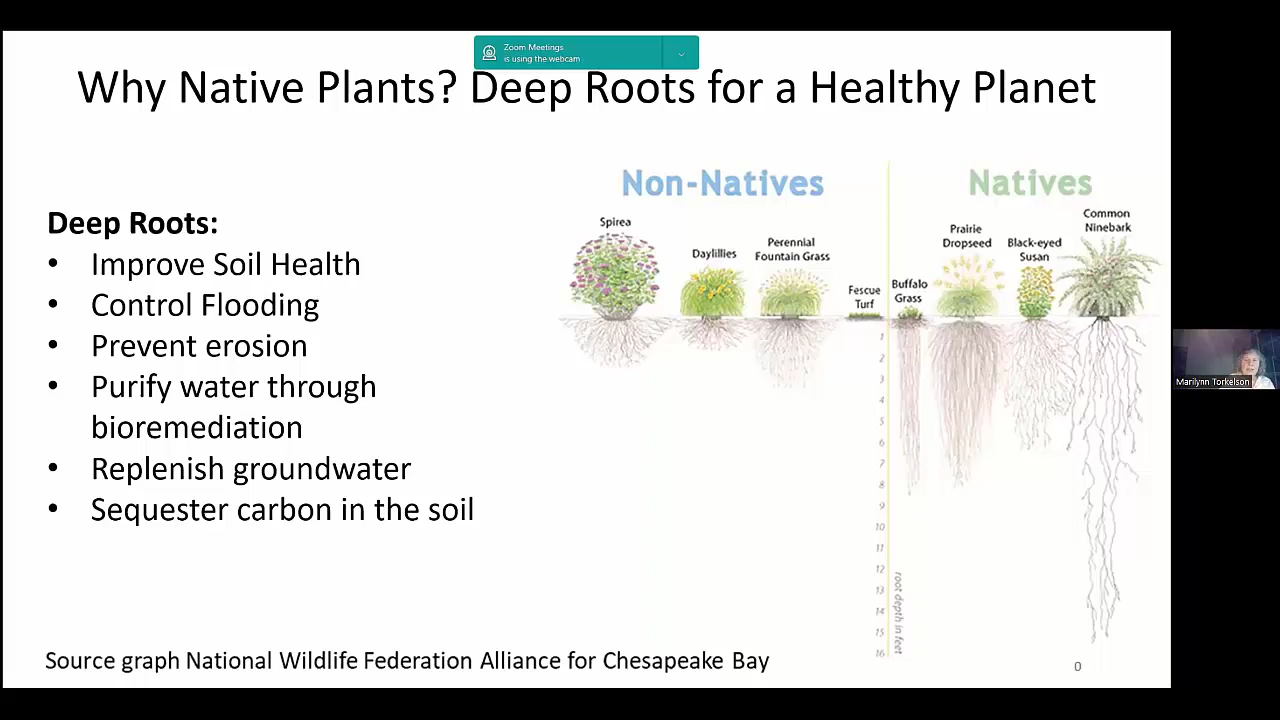 Zoom Meetings
is using the webcam
Why Native Plants? Deep Roots for a Healthy Planet
Deep Roots:
• Improve Soil Health
• Control Flooding
• Prevent erosion
• Purify water through
bioremediation
• Replenish groundwater
• Sequester carbon in the soil
Non-Natives
Natives
Spirea
Daylillies
Perennial
Fountain Grass
Fescue
Turf
Buffalo
Grass
Prairie
Dropseed
Black-eyed
Susan
Common
Ninebark
1
2
3
4
5
6
7
8
9
10
11
12
13
14
15
16
root depth in feet
Source graph National Wildlife Federation Alliance for Chesapeake Bay
0
Marilynn Torkelson